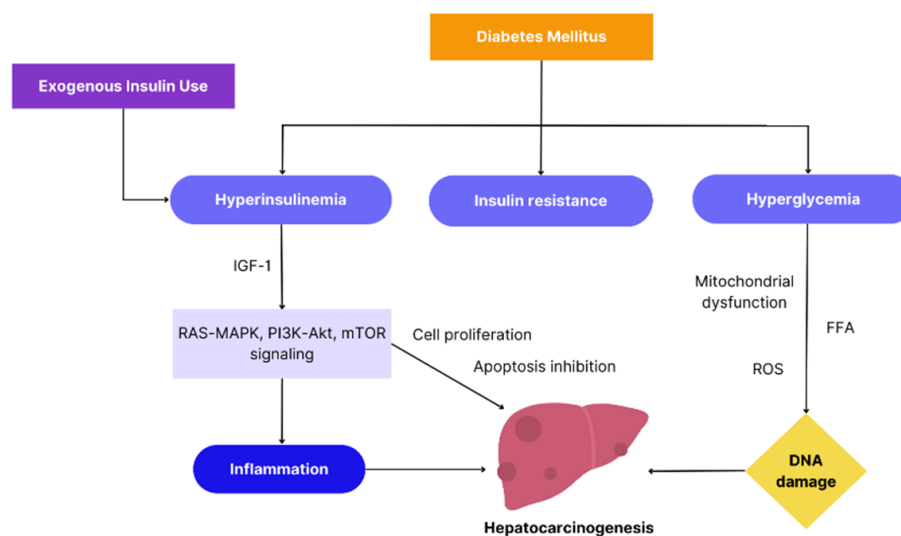 Diabetes Mellitus
Exogenous Insulin Use
Hyperinsulinemia
Insulin resistance
Hyperglycemia
IGF-1
Mitochondrial
dysfunction
FFA
RAS-MAPK, PI3K-Akt, mTOR
signaling
Cell proliferation
Apoptosis inhibition
ROS
Inflammation
DNA
damage
Hepatocarcinogenesis